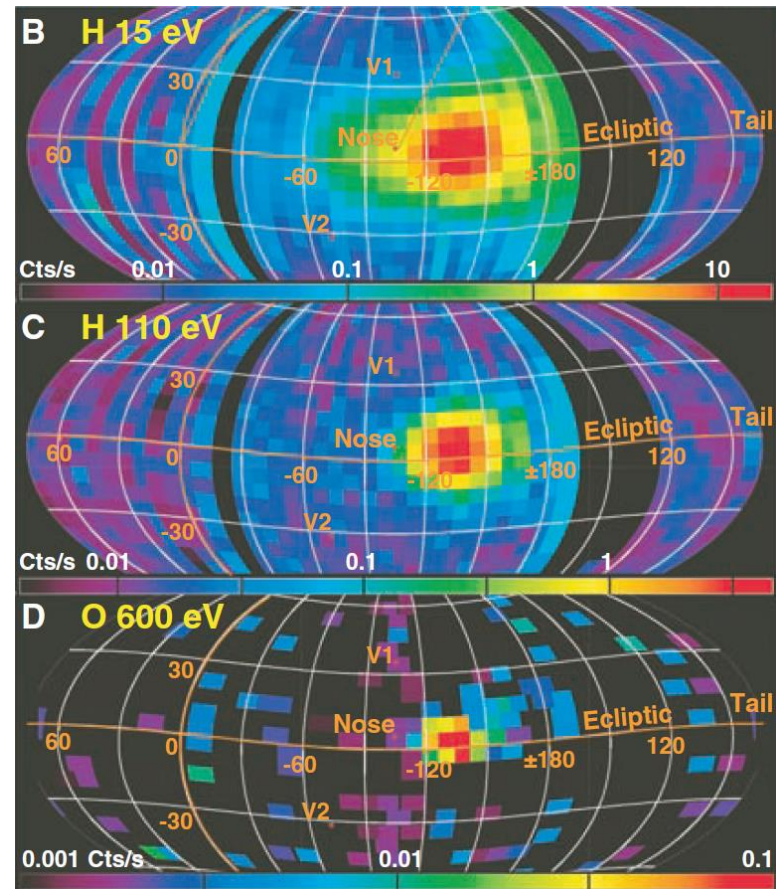 B H 15 eV
V1
30
Nose
Ecliptic
Tail
60
0
-60
-120
±180
120
-30
V2
Cts/s 0.01 0.1 1 10
C H 110 eV
V1
30
Nose
Ecliptic
Tail
60
0
-60
-120
±180
120
-30
V2
Cts/s 0.01 0.1 1
D O 600 eV
V1
30
Nose
Ecliptic
Tail
60
0
-60
-120
±180
120
-30
V2
0.001 Cts/s 0.01 0.1